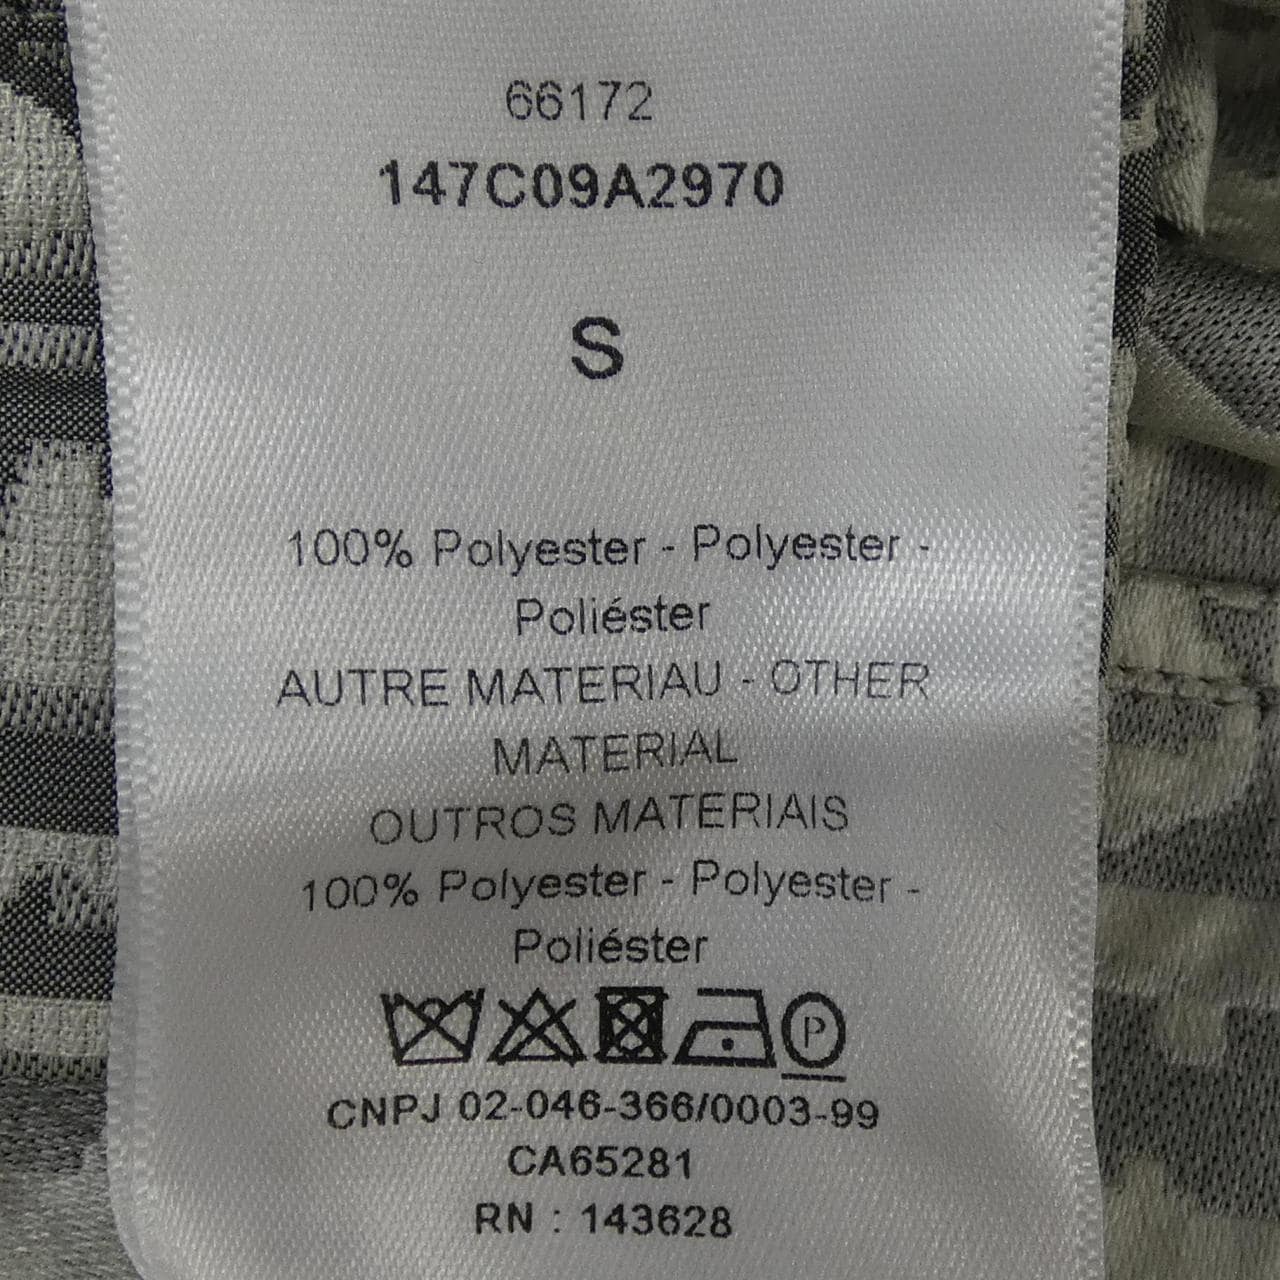 66172
147C09A2970
S
100% Polyester - Polyester -
Poliéster
AUTRE MATERIAU - OTHER
MATERIAL
OUTROS MATERIAIS
100% Polyester - Polyester -
Poliéster
P
CNPJ 02-046-366/0003-99
CA65281
RN : 143628